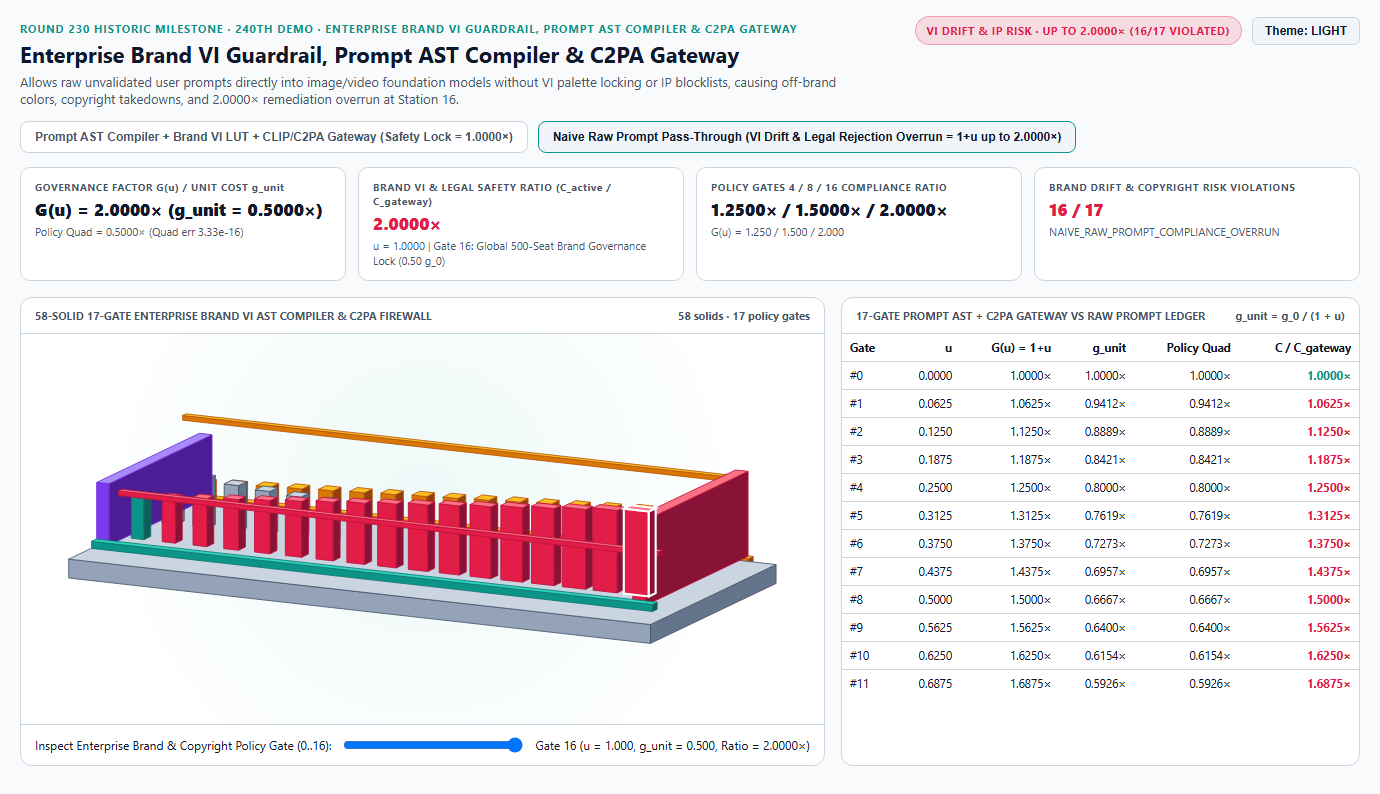 ROUND 230 HISTORIC MILESTONE · 240TH DEMO · ENTERPRISE BRAND VI GUARDRAIL, PROMPT AST COMPILER & C2PA GATEWAY
Enterprise Brand VI Guardrail, Prompt AST Compiler & C2PA Gateway
Allows raw unvalidated user prompts directly into image/video foundation models without VI palette locking or IP blocklists, causing off-brand
colors, copyright takedowns, and 2.0000× remediation overrun at Station 16.
VI DRIFT & IP RISK · UP TO 2.0000× (16/17 VIOLATED)
Theme: LIGHT
Prompt AST Compiler + Brand VI LUT + CLIP/C2PA Gateway (Safety Lock = 1.0000×)
Naive Raw Prompt Pass-Through (VI Drift & Legal Rejection Overrun = 1+u up to 2.0000×)
GOVERNANCE FACTOR G(u) / UNIT COST g_unit
G(u) = 2.0000× (g_unit = 0.5000×)
Policy Quad = 0.5000× (Quad err 3.33e-16)
BRAND VI & LEGAL SAFETY RATIO (C_active /
C_gateway)
2.0000×
u = 1.0000 | Gate 16: Global 500-Seat Brand Governance
Lock (0.50 g_0)
POLICY GATES 4 / 8 / 16 COMPLIANCE RATIO
1.2500× / 1.5000× / 2.0000×
G(u) = 1.250 / 1.500 / 2.000
BRAND DRIFT & COPYRIGHT RISK VIOLATIONS
16 / 17
NAIVE_RAW_PROMPT_COMPLIANCE_OVERRUN
58-SOLID 17-GATE ENTERPRISE BRAND VI AST COMPILER & C2PA FIREWALL
58 solids · 17 policy gates
Inspect Enterprise Brand & Copyright Policy Gate (0..16):
Gate 16 (u = 1.000, g_unit = 0.500, Ratio = 2.0000×)
17-GATE PROMPT AST + C2PA GATEWAY VS RAW PROMPT LEDGER
g_unit = g_0 / (1 + u)
Gate u G(u) = 1+u g_unit Policy Quad C / C_gateway
#0 0.0000 1.0000× 1.0000× 1.0000× 1.0000×
#1 0.0625 1.0625× 0.9412× 0.9412× 1.0625×
#2 0.1250 1.1250× 0.8889× 0.8889× 1.1250×
#3 0.1875 1.1875× 0.8421× 0.8421× 1.1875×
#4 0.2500 1.2500× 0.8000× 0.8000× 1.2500×
#5 0.3125 1.3125× 0.7619× 0.7619× 1.3125×
#6 0.3750 1.3750× 0.7273× 0.7273× 1.3750×
#7 0.4375 1.4375× 0.6957× 0.6957× 1.4375×
#8 0.5000 1.5000× 0.6667× 0.6667× 1.5000×
#9 0.5625 1.5625× 0.6400× 0.6400× 1.5625×
#10 0.6250 1.6250× 0.6154× 0.6154× 1.6250×
#11 0.6875 1.6875× 0.5926× 0.5926× 1.6875×